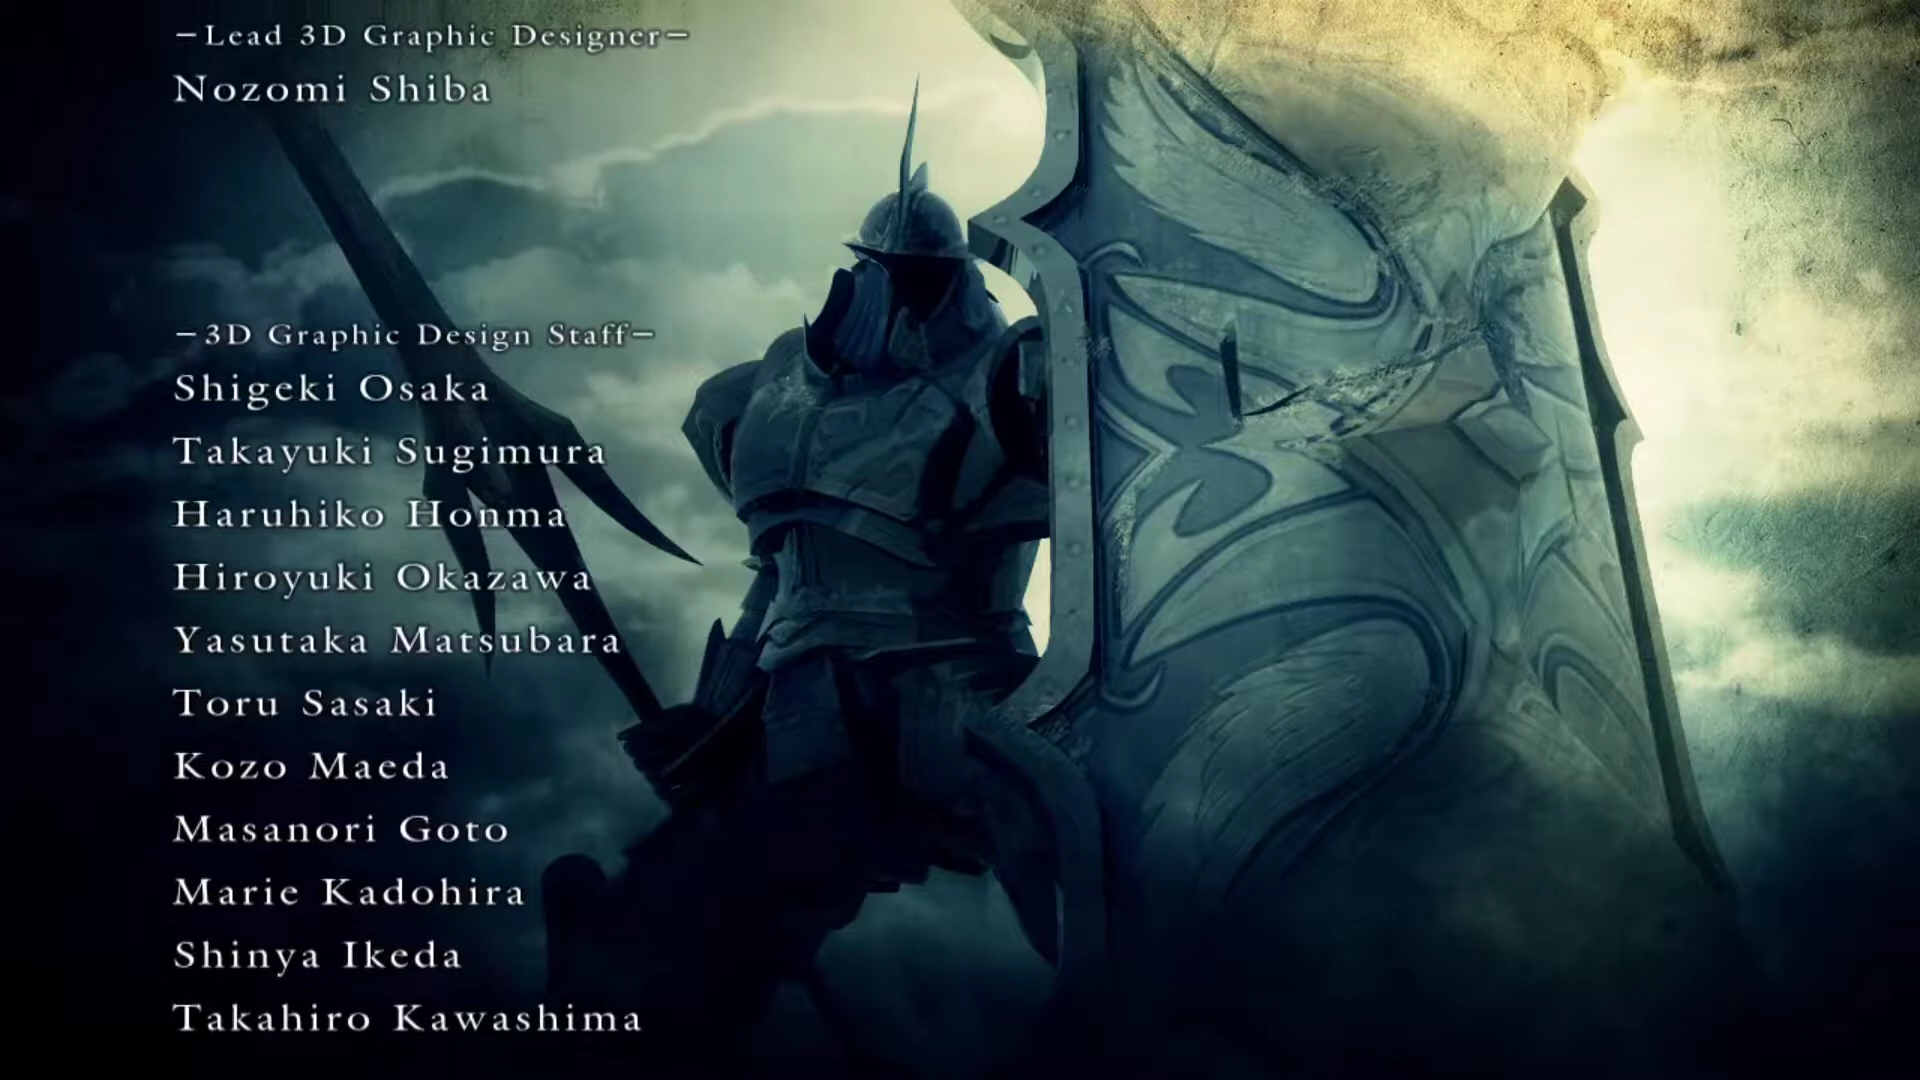 －Lead 3D Graphic Designer－
Nozomi Shiba
－3D Graphic Design Staff－
Shigeki Osaka
Takayuki Sugimura
Haruhiko Honma
Hiroyuki Okazawa
Yasutaka Matsubara
Toru Sasaki
Kozo Maeda
Masanori Goto
Marie Kadohira
Shinya Ikeda
Takahiro Kawashima